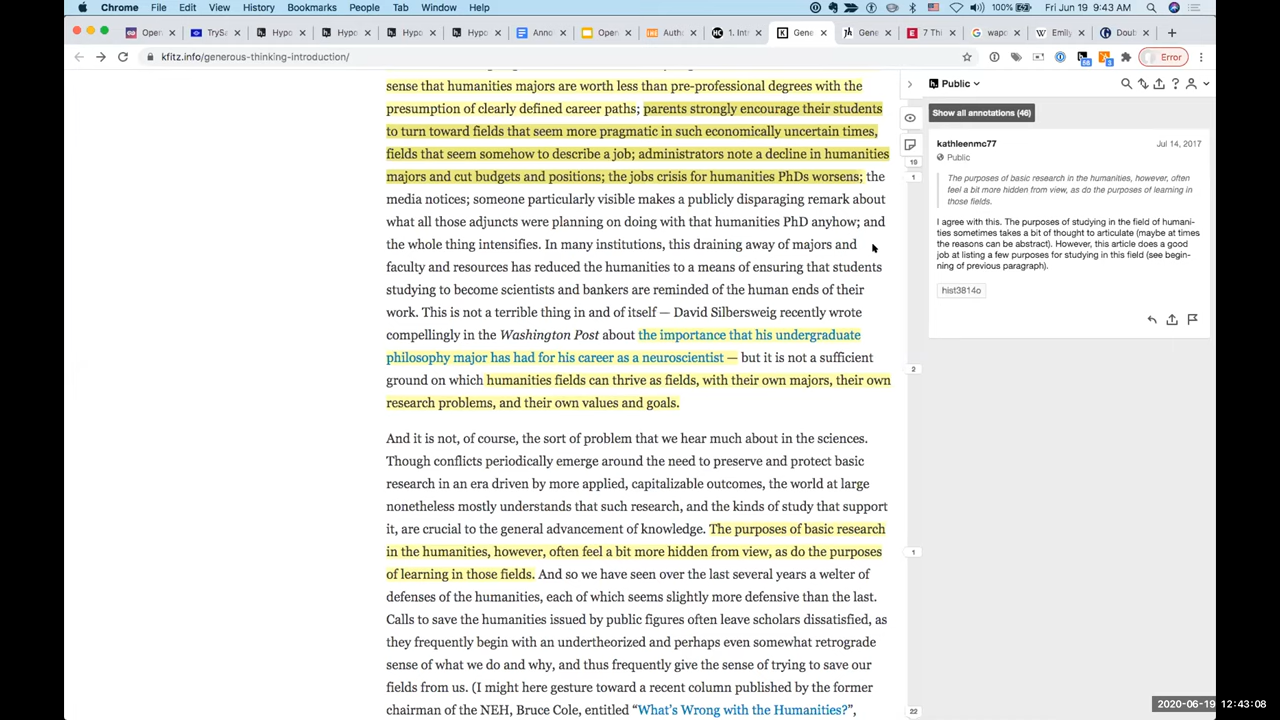 Chrome File Edit View History Bookmarks People Tab Window Help 100% Fri Jun 19 9:43 AM
Open TrySa Hypo Hypo Hypo Hypo Anno Open Auth 1. Intr Gene Gene 7 Thi wapo Emily Doub
kfitz.info/generous-thinking-introduction/ Error
sense that humanities majors are worth less than pre-professional degrees with the
presumption of clearly defined career paths; parents strongly encourage their students
to turn toward fields that seem more pragmatic in such economically uncertain times,
fields that seem somehow to describe a job; administrators note a decline in humanities
majors and cut budgets and positions; the jobs crisis for humanities PhDs worsens; the
media notices; someone particularly visible makes a publicly disparaging remark about
what all those adjuncts were planning on doing with that humanities PhD anyhow; and
the whole thing intensifies. In many institutions, this draining away of majors and
faculty and resources has reduced the humanities to a means of ensuring that students
studying to become scientists and bankers are reminded of the human ends of their
work. This is not a terrible thing in and of itself — David Silbersweig recently wrote
compellingly in the Washington Post about the importance that his undergraduate
philosophy major has had for his career as a neuroscientist — but it is not a sufficient
ground on which humanities fields can thrive as fields, with their own majors, their own
research problems, and their own values and goals.
And it is not, of course, the sort of problem that we hear much about in the sciences.
Though conflicts periodically emerge around the need to preserve and protect basic
research in an era driven by more applied, capitalizable outcomes, the world at large
nonetheless mostly understands that such research, and the kinds of study that support
it, are crucial to the general advancement of knowledge. The purposes of basic research
in the humanities, however, often feel a bit more hidden from view, as do the purposes
of learning in those fields. And so we have seen over the last several years a welter of
defenses of the humanities, each of which seems slightly more defensive than the last.
Calls to save the humanities issued by public figures often leave scholars dissatisfied, as
they frequently begin with an undertheorized and perhaps even somewhat retrograde
sense of what we do and why, and thus frequently give the sense of trying to save our
fields from us. (I might here gesture toward a recent column published by the former
chairman of the NEH, Bruce Cole, entitled “What’s Wrong with the Humanities?”,
19
1
2
1
22
Public
Show all annotations (46)
kathleenmc77 Jul 14, 2017
Public
The purposes of basic research in the humanities, however, often
feel a bit more hidden from view, as do the purposes of learning in
those fields.
I agree with this. The purposes of studying in the field of humani-
ties sometimes takes a bit of thought to articulate (maybe at times
the reasons can be abstract). However, this article does a good
job at listing a few purposes for studying in this field (see begin-
ning of previous paragraph).
hist3814o
2020-06-19 12:43:08